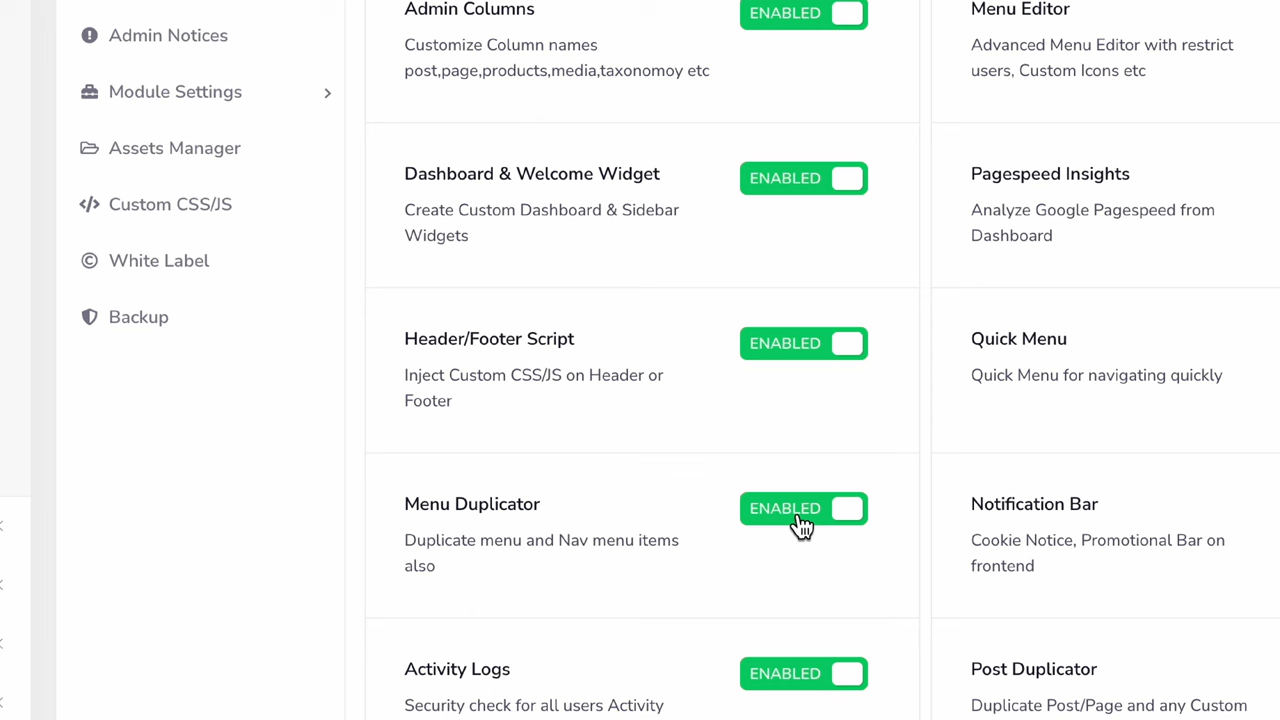 Admin Notices
Module Settings
Assets Manager
Custom CSS/JS
White Label
Backup
Admin Columns
ENABLED
Customize Column names
post,page,products,media,taxonomoy etc
Dashboard & Welcome Widget
ENABLED
Create Custom Dashboard & Sidebar
Widgets
Header/Footer Script
ENABLED
Inject Custom CSS/JS on Header or
Footer
Menu Duplicator
ENABLED
Duplicate menu and Nav menu items
also
Activity Logs
ENABLED
Security check for all users Activity
Menu Editor
Advanced Menu Editor with restrict
users, Custom Icons etc
Pagespeed Insights
Analyze Google Pagespeed from
Dashboard
Quick Menu
Quick Menu for navigating quickly
Notification Bar
Cookie Notice, Promotional Bar on
frontend
Post Duplicator
Duplicate Post/Page and any Custom